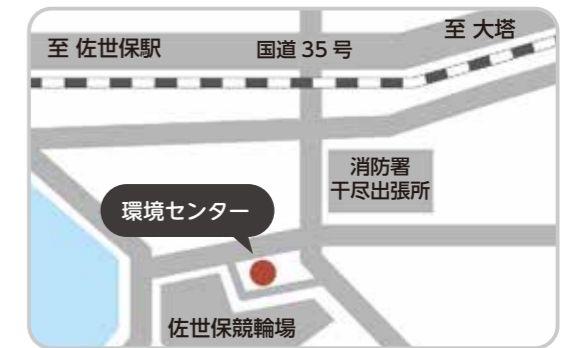 至 佐世保駅
国道 35 号
至 大塔
消防署
干尽出張所
環境センター
佐世保競輪場